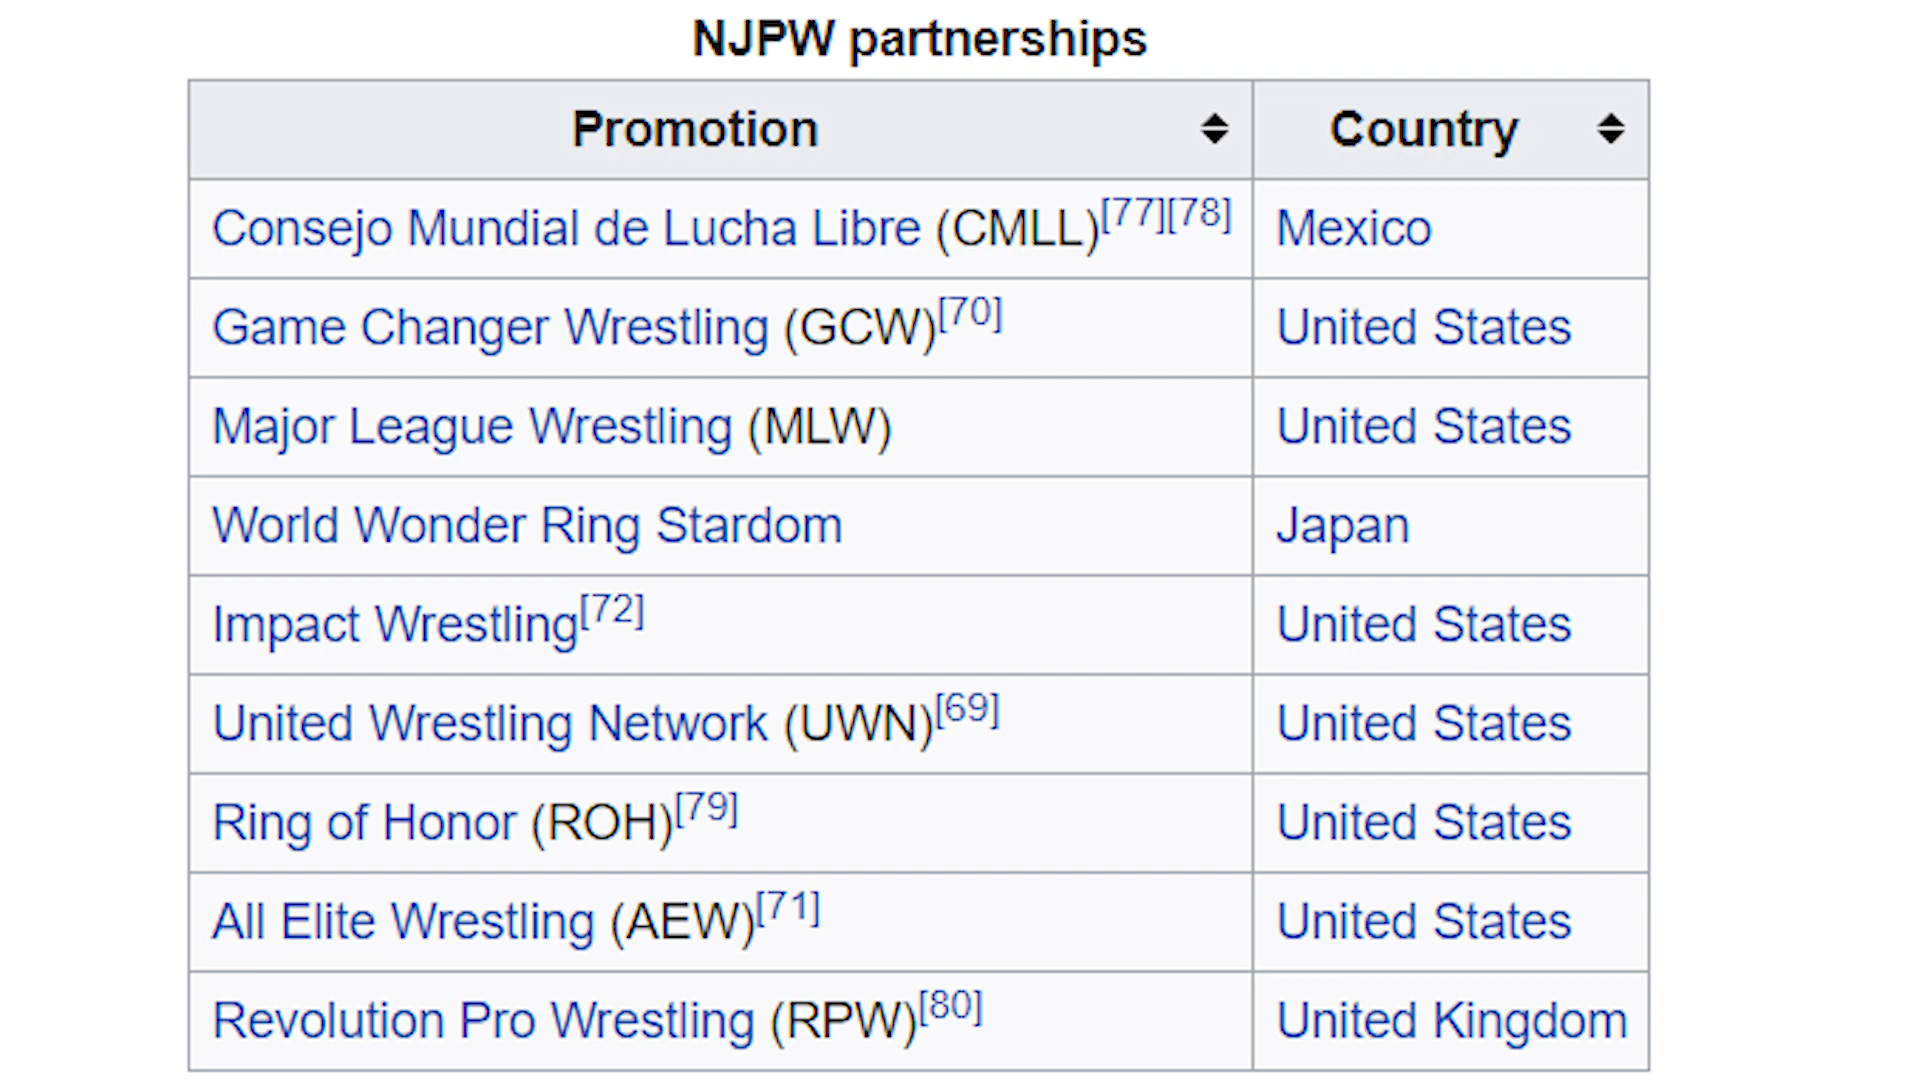 NJPW partnerships
Promotion Country
Consejo Mundial de Lucha Libre (CMLL)[77][78] Mexico
Game Changer Wrestling (GCW)[70] United States
Major League Wrestling (MLW) United States
World Wonder Ring Stardom Japan
Impact Wrestling[72] United States
United Wrestling Network (UWN)[69] United States
Ring of Honor (ROH)[79] United States
All Elite Wrestling (AEW)[71] United States
Revolution Pro Wrestling (RPW)[80] United Kingdom